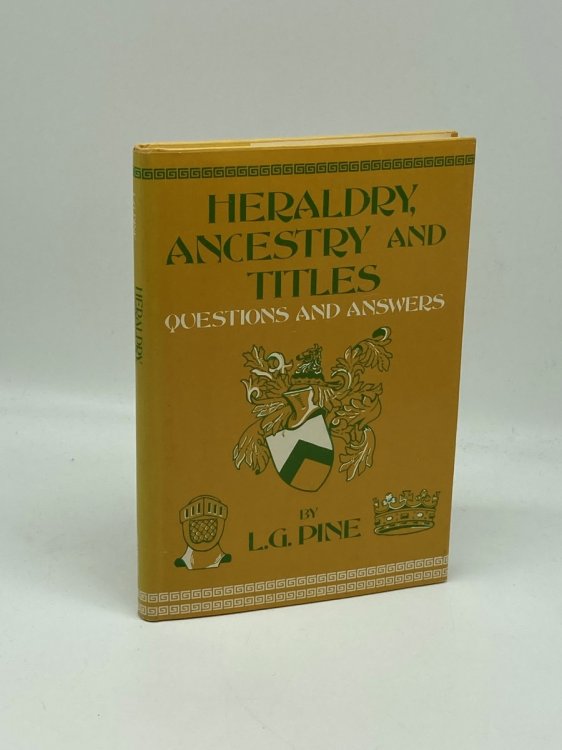 HERALDRY,
ANCESTRY AND
TITLES
QUESTIONS AND ANSWERS
BY
L.G. PINE
HERALDRY